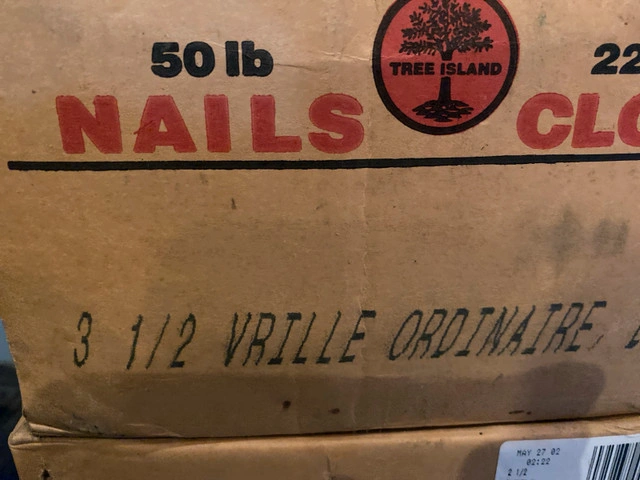 50 lb
22
TREE ISLAND
NAILS
CLO
3 1/2 VRILLE ORDINAIRE,
MAY 27 02
02:22
2 1/2